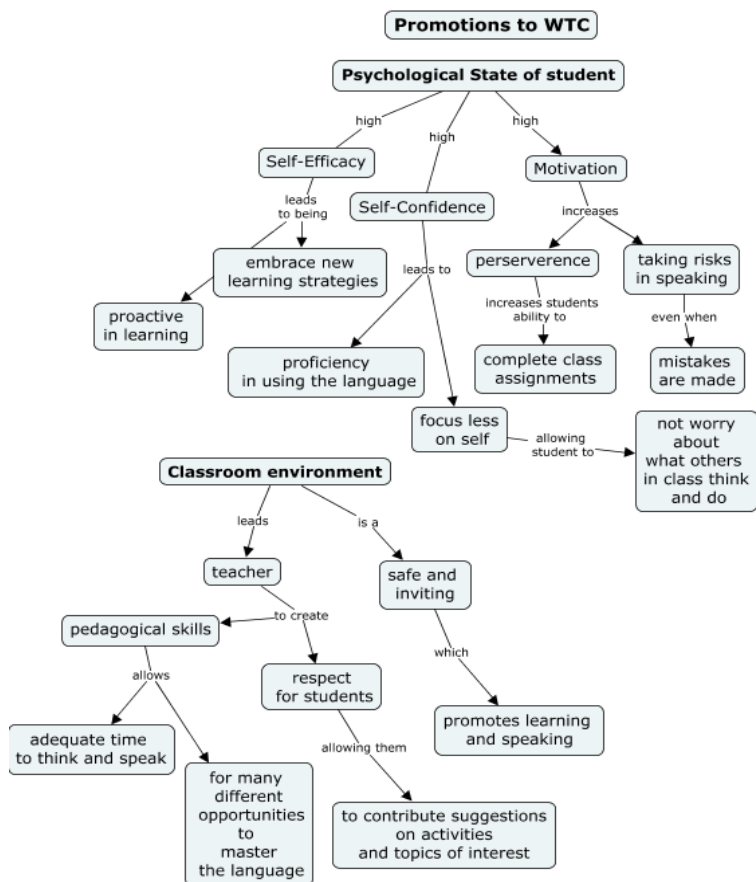 Promotions to WTC
Psychological State of student
high
high
high
Self-Efficacy
Motivation
leads
to being
Self-Confidence
increases
embrace new
learning strategies
leads to
perserverence
taking risks
in speaking
proactive
in learning
increases students
ability to
even when
proficiency
in using the language
complete class
assignments
mistakes
are made
focus less
on self
allowing
student to
not worry
about
what others
in class think
and do
Classroom environment
leads
is a
teacher
safe and
inviting
to create
pedagogical skills
which
allows
respect
for students
promotes learning
and speaking
adequate time
to think and speak
allowing them
for many
different
opportunities
to
master
the language
to contribute suggestions
on activities
and topics of interest